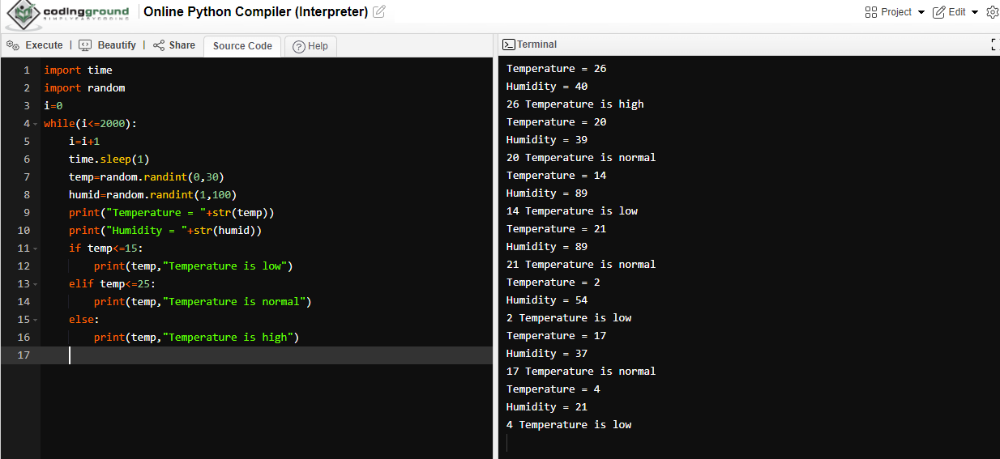 codingground
SIMPLYEASYCODING
Online Python Compiler (Interpreter)
Project
Edit
Execute | Beautify | Share
Source Code
Help
1 import time
2 import random
3 i=0
4 while(i<=2000):
5 i=i+1
6 time.sleep(1)
7 temp=random.randint(0,30)
8 humid=random.randint(1,100)
9 print("Temperature = "+str(temp))
10 print("Humidity = "+str(humid))
11 if temp<=15:
12 print(temp,"Temperature is low")
13 elif temp<=25:
14 print(temp,"Temperature is normal")
15 else:
16 print(temp,"Temperature is high")
17
Terminal
Temperature = 26
Humidity = 40
26 Temperature is high
Temperature = 20
Humidity = 39
20 Temperature is normal
Temperature = 14
Humidity = 89
14 Temperature is low
Temperature = 21
Humidity = 89
21 Temperature is normal
Temperature = 2
Humidity = 54
2 Temperature is low
Temperature = 17
Humidity = 37
17 Temperature is normal
Temperature = 4
Humidity = 21
4 Temperature is low